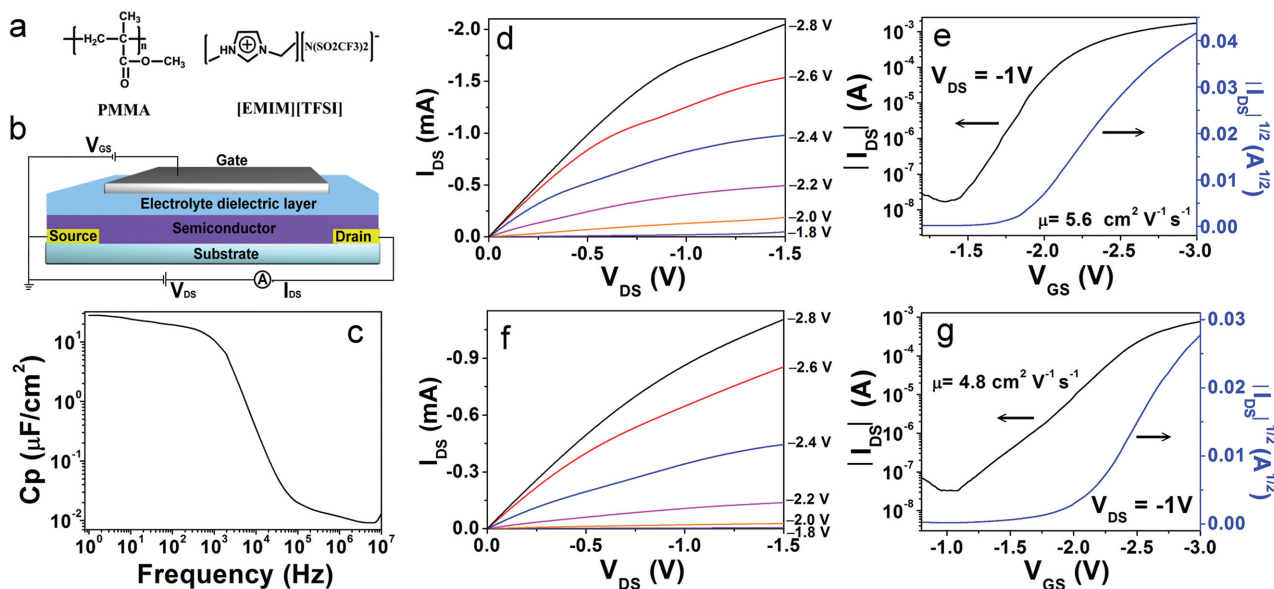 a
CH3
H2C
C
n
C
O
O
CH3
PMMA
HN
N
[N(SO2CF3)2]
-
[EMIM][TFSI]
b
VGS
Gate
Electrolyte dielectric layer
Semiconductor
Source
Drain
Substrate
VDS
A
IDS
c
10^1
10^0
10^-1
10^-2
Cp (μF/cm^2)
10^0 10^1 10^2 10^3 10^4 10^5 10^6 10^7
Frequency (Hz)
d
-2.0
-1.5
-1.0
-0.5
0.0
IDS (mA)
–2.8 V
–2.6 V
–2.4 V
–2.2 V
–2.0 V
–1.8 V
0.0 -0.5 -1.0 -1.5
VDS (V)
e
10^-3
10^-4
10^-5
10^-6
10^-7
10^-8
| IDS| (A)
VDS = -1V
μ= 5.6 cm^2 V^-1 s^-1
0.04
0.03
0.02
0.01
0.00
|IDS|^1/2 (A^1/2)
-1.5 -2.0 -2.5 -3.0
VGS (V)
f
-0.9
-0.6
-0.3
0.0
IDS (mA)
–2.8 V
–2.6 V
–2.4 V
–2.2 V
–2.0 V
–1.8 V
0.0 -0.5 -1.0 -1.5
VDS (V)
g
10^-3
10^-4
10^-5
10^-6
10^-7
10^-8
| IDS| (A)
μ= 4.8 cm^2 V^-1 s^-1
VDS = -1V
0.03
0.02
0.01
0.00
|IDS|^1/2 (A^1/2)
-1.0 -1.5 -2.0 -2.5 -3.0
VGS (V)